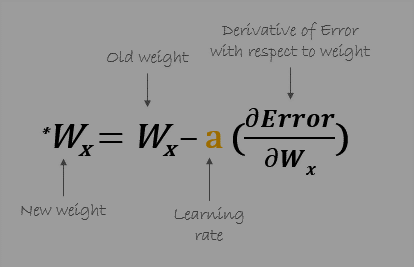 Derivative of Error
with respect to weight
Old weight
*Wx = Wx - a (∂Error/∂Wx)
New weight
Learning
rate